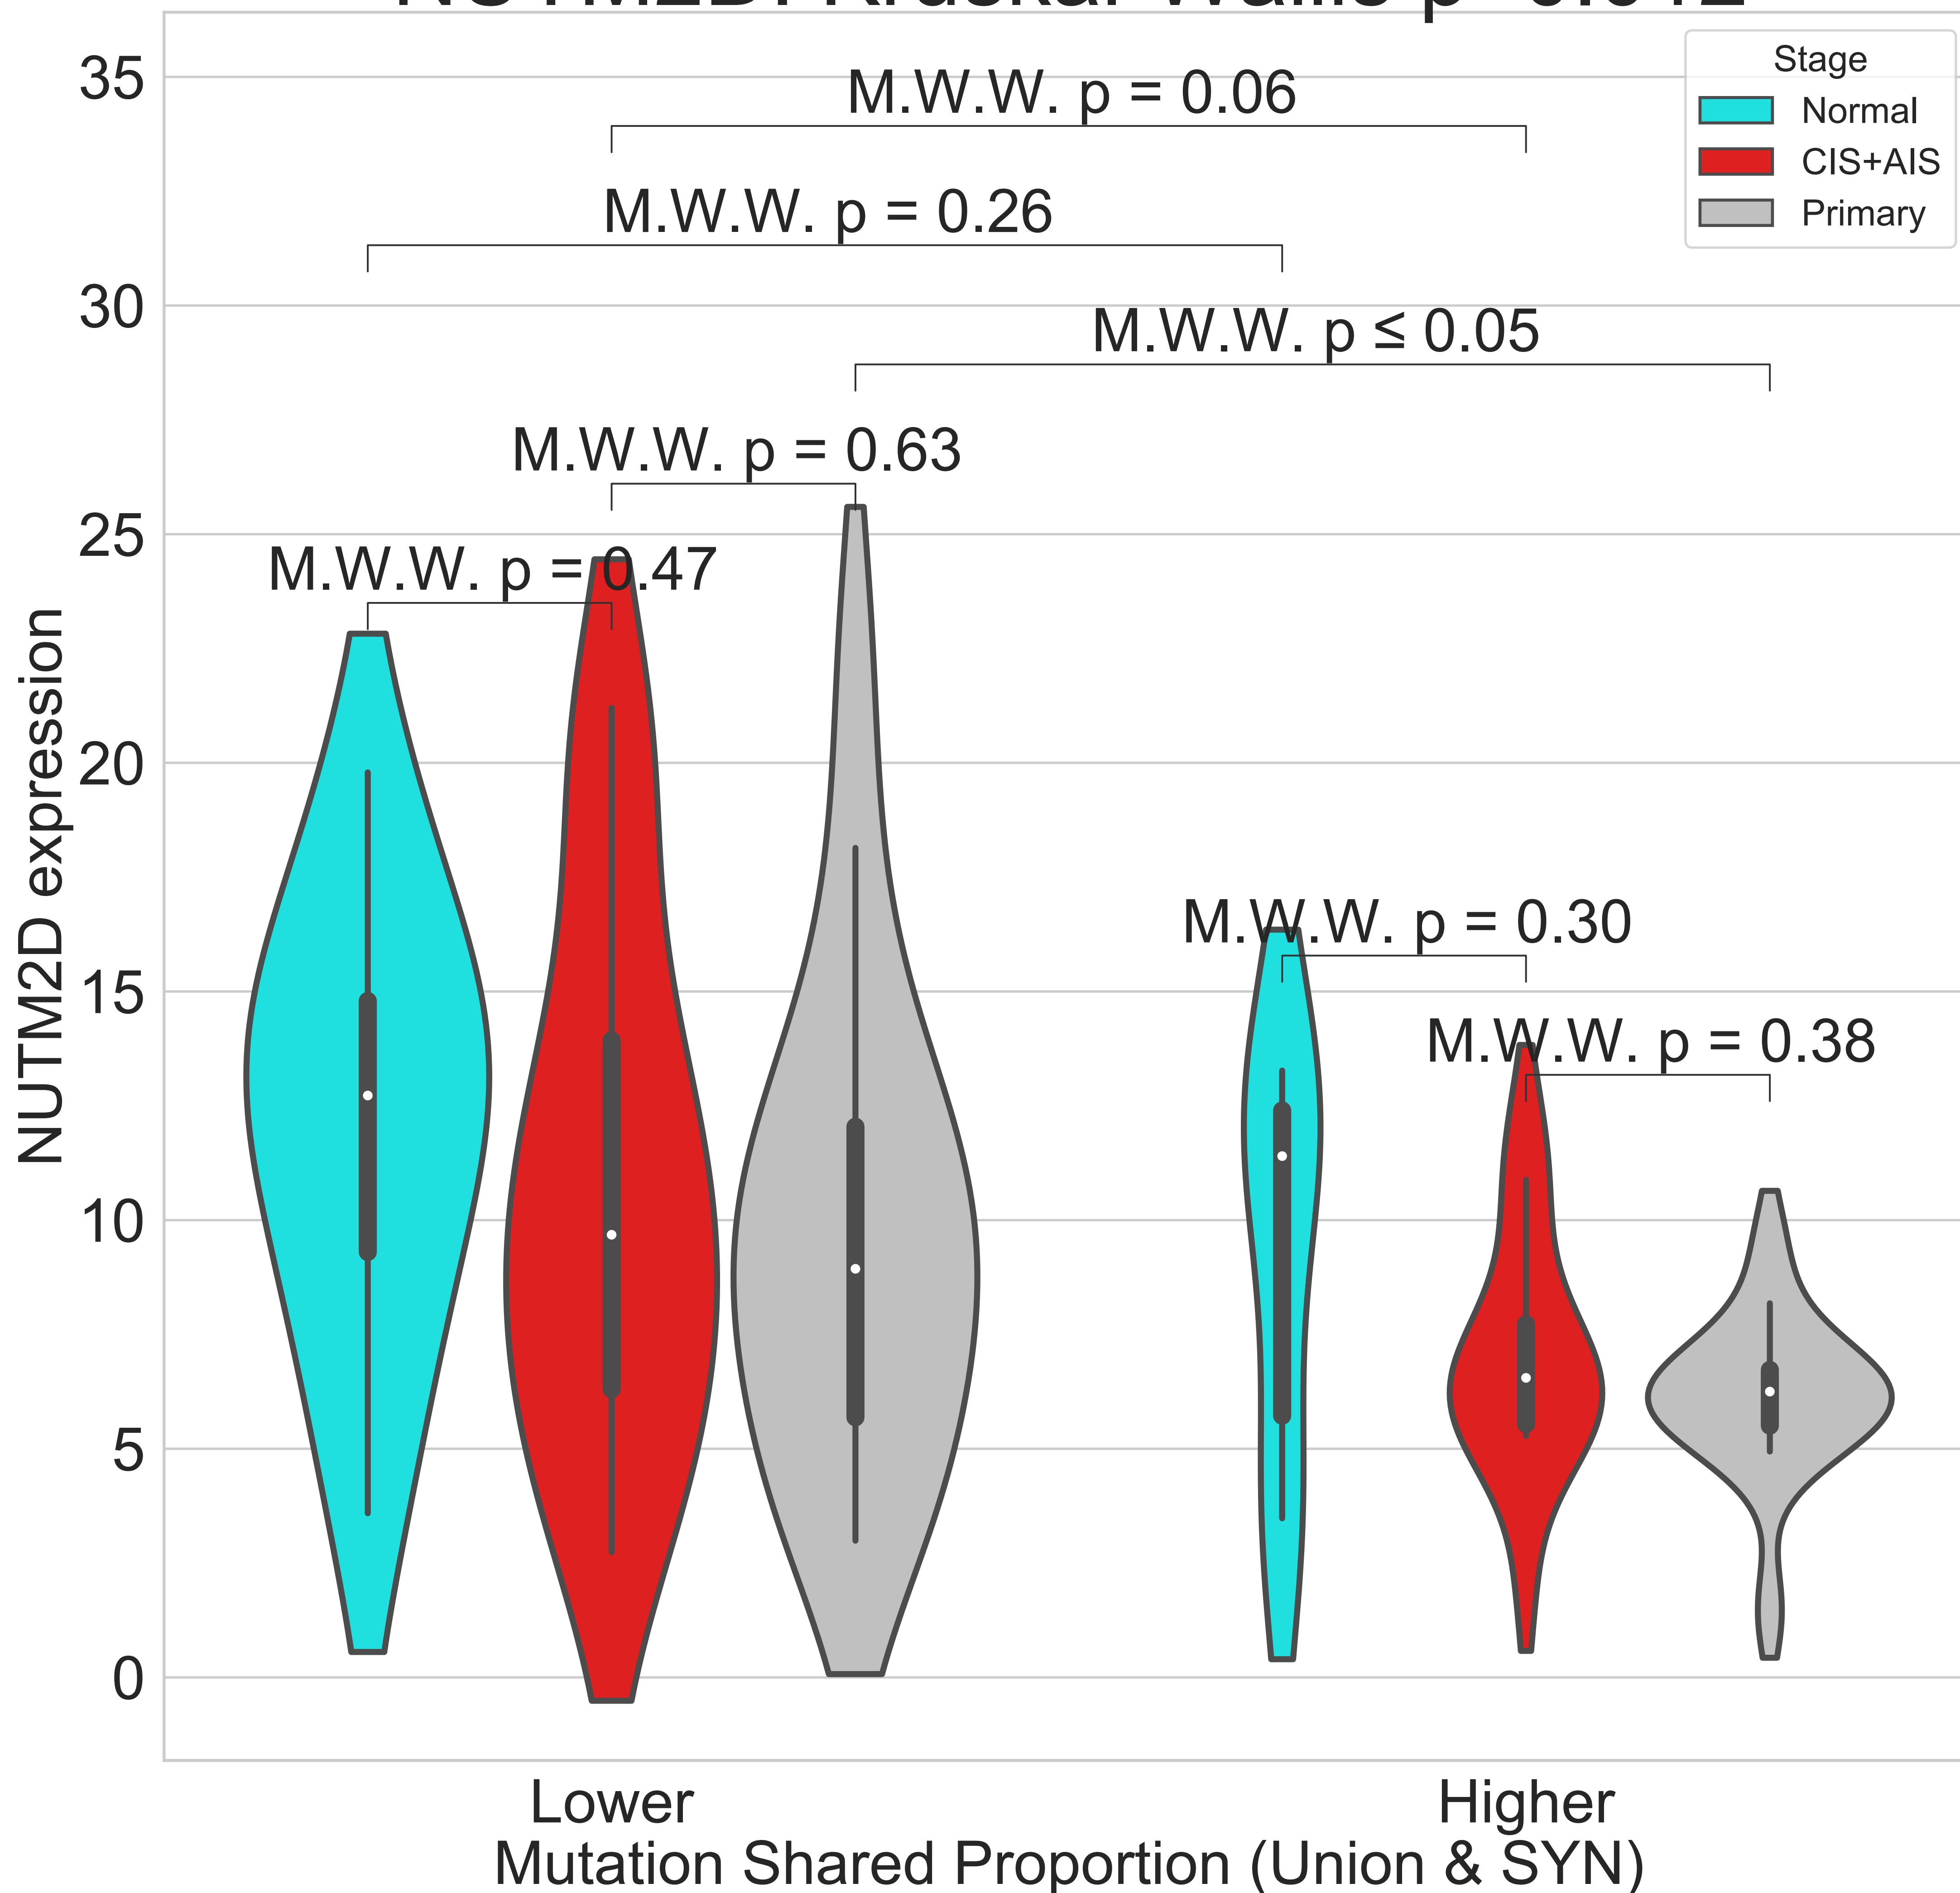 35
30
25
20
15
10
5
0
NUTM2D expression
Stage
Normal
CIS+AIS
Primary
M.W.W. p = 0.06
M.W.W. p = 0.26
M.W.W. p ≤ 0.05
M.W.W. p = 0.63
M.W.W. p = 0.47
M.W.W. p = 0.30
M.W.W. p = 0.38
Lower
Higher
Mutation Shared Proportion (Union & SYN)